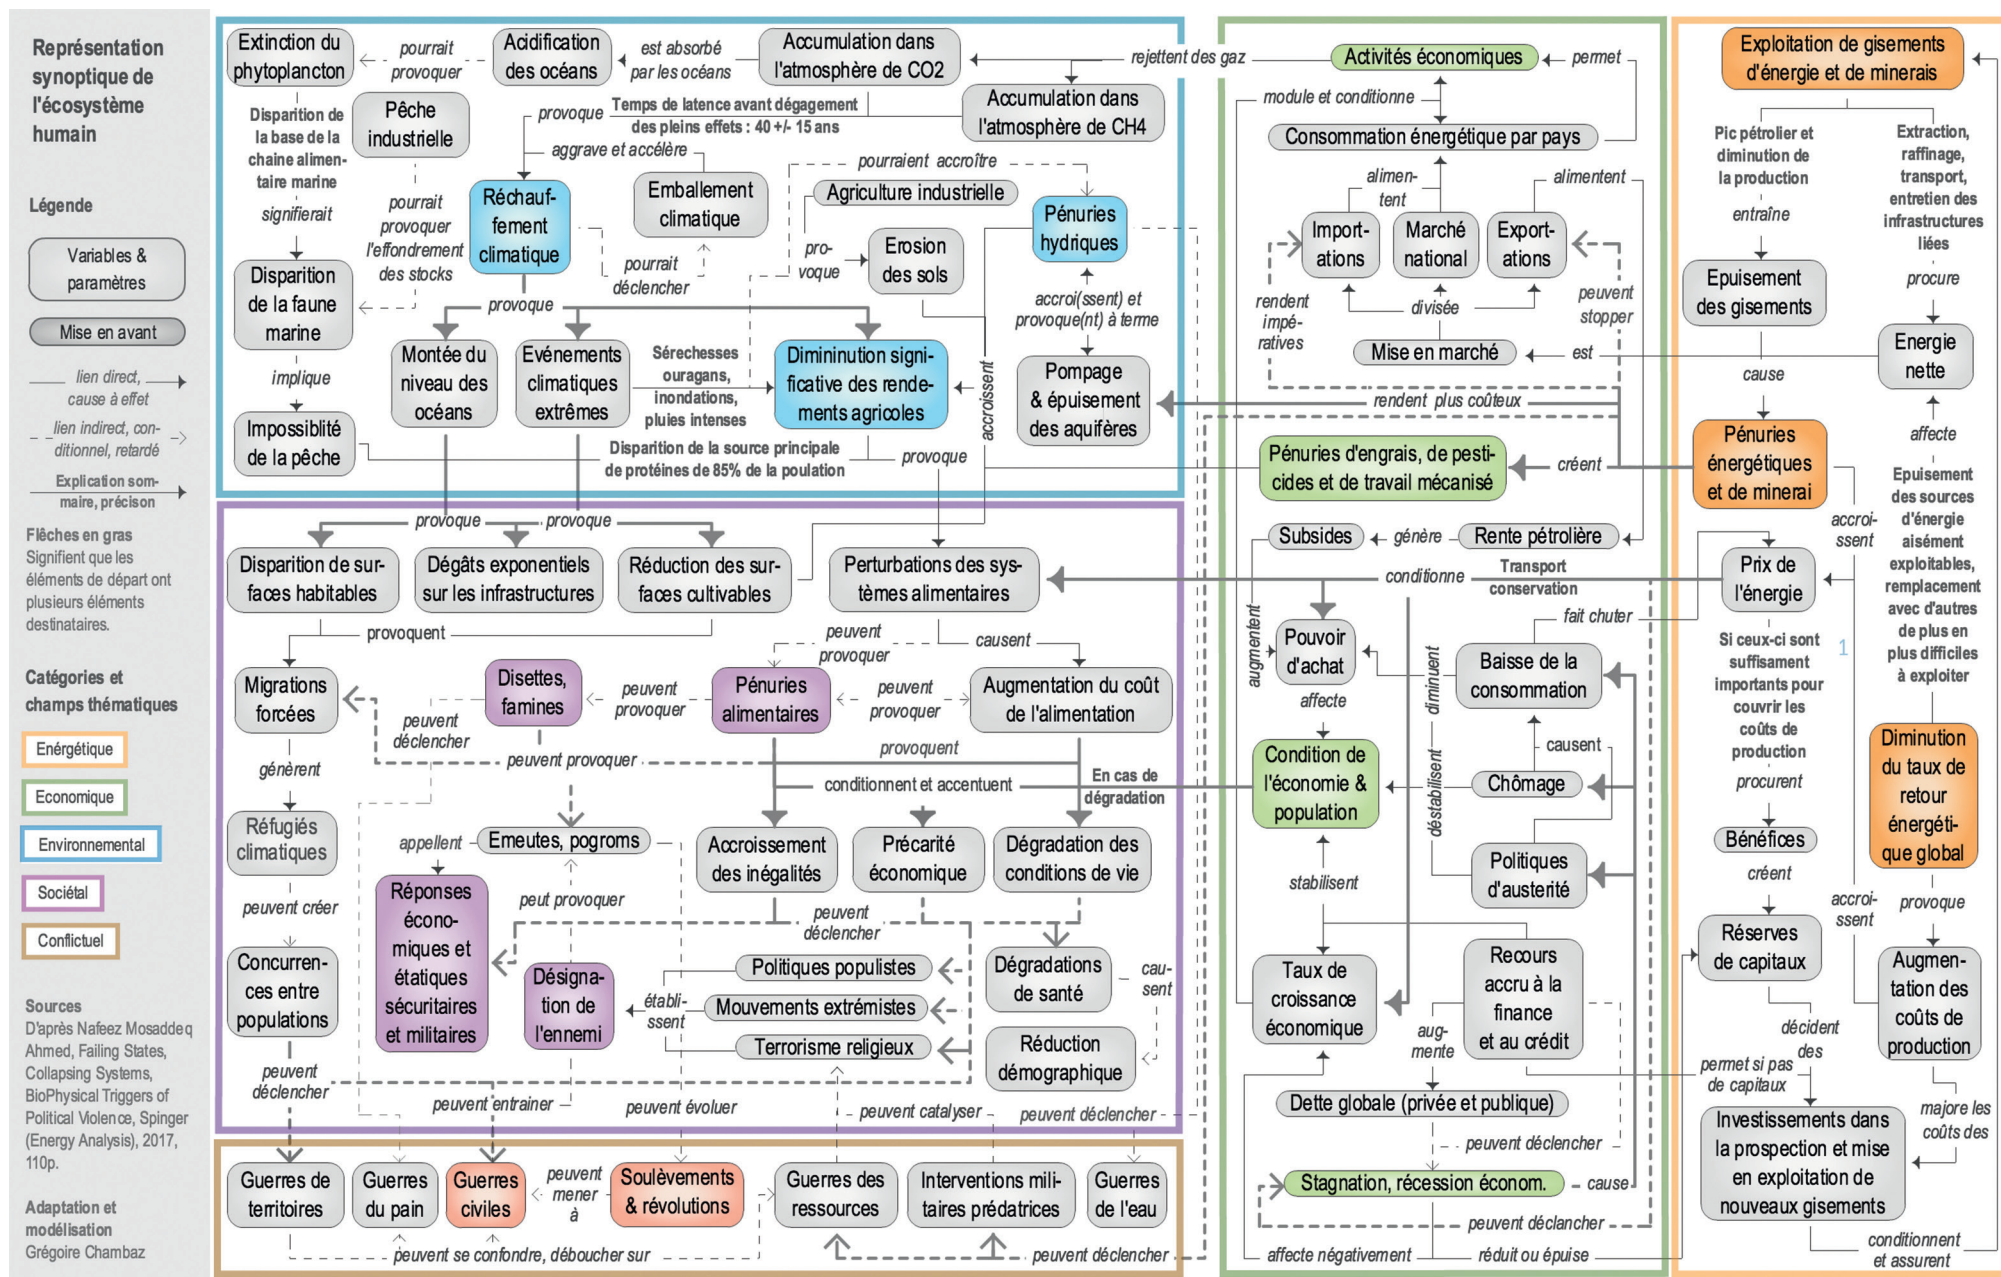 Représentation
synoptique de
l'écosystème
humain
Légende
Variables &
paramètres
Mise en avant
lien direct,
cause à effet
lien indirect, con-
ditionnel, retardé
Explication som-
maire, précison
Flêches en gras
Signifient que les
éléments de départ ont
plusieurs éléments
destinataires.
Catégories et
champs thématiques
Enérgétique
Economique
Environnemental
Sociétal
Conflictuel
Sources
D'après Nafeez Mosaddeq
Ahmed, Failing States,
Collapsing Systems,
BioPhysical Triggers of
Political Violence, Spinger
(Energy Analysis), 2017,
110p.
Adaptation et
modélisation
Grégoire Chambaz
Extinction du
phytoplancton
pourrait
provoquer
Acidification
des océans
est absorbé
par les océans
Accumulation dans
l'atmosphère de CO2
rejettent des gaz
Disparition de
la base de la
chaine alimen-
taire marine
signifierait
Pêche
industrielle
provoque
Temps de latence avant dégagement
des pleins effets : 40 +/- 15 ans
Accumulation dans
l'atmosphère de CH4
aggrave et accélère
pourraient accroître
Réchauf-
fement
climatique
Emballement
climatique
Agriculture industrielle
Pénuries
hydriques
pourrait
provoquer
l'effondrement
des stocks
pourrait
déclencher
pro-
voque
Erosion
des sols
Disparition
de la faune
marine
provoque
accroi(ssent) et
provoque(nt) à terme
Montée du
niveau des
océans
Evénements
climatiques
extrêmes
Sérechesses
ouragans,
inondations,
pluies intenses
Dimininution signi-
ficative des rende-
ments agricoles
accroissent
Pompage
& épuisement
des aquifères
implique
Impossiblité
de la pêche
Disparition de la source principale
de protéines de 85% de la poulation
provoque
provoque
provoque
Disparition de sur-
faces habitables
Dégâts exponentiels
sur les infrastructures
Réduction des sur-
faces cultivables
Perturbations des sys-
tèmes alimentaires
provoquent
peuvent
provoquer
causent
Migrations
forcées
Disettes,
famines
peuvent
provoquer
Pénuries
alimentaires
peuvent
provoquer
Augmentation du coût
de l'alimentation
peuvent
déclencher
peuvent provoquer
provoquent
génèrent
conditionnent et accentuent
En cas de
dégradation
Réfugiés
climatiques
appellent
Emeutes, pogroms
Accroissement
des inégalités
Précarité
économique
Dégradation des
conditions de vie
Réponses
écono-
miques et
étatiques
sécuritaires
et militaires
peut provoquer
peuvent
déclencher
peuvent créer
Concurren-
ces entre
populations
Désigna-
tion de
l'ennemi
établi-
ssent
Politiques populistes
Mouvements extrémistes
Terrorisme religieux
Dégradations
de santé
cau-
sent
Réduction
démographique
peuvent
déclencher
peuvent entrainer
peuvent évoluer
peuvent catalyser
peuvent déclencher
Guerres de
territoires
Guerres
du pain
Guerres
civiles
peuvent
mener
à
Soulèvements
& révolutions
Guerres des
ressources
Interventions mili-
taires prédatrices
Guerres
de l'eau
peuvent se confondre, déboucher sur
peuvent déclencher
Activités économiques
permet
module et conditionne
Consommation énergétique par pays
alimen-
tent
alimentent
Import-
ations
Marché
national
Export-
ations
rendent
impé-
ratives
divisée
peuvent
stopper
Mise en marché
est
rendent plus coûteux
Pénuries d'engrais, de pesti-
cides et de travail mécanisé
créent
Subsides
génère
Rente pétrolière
conditionne
Transport
conservation
augmentent
Pouvoir
d'achat
fait chuter
Baisse de la
consommation
diminuent
affecte
Condition de
l'économie &
population
causent
Chômage
déstabilisent
Politiques
d'austerité
stabilisent
Taux de
croissance
économique
Recours
accru à la
finance
et au crédit
aug-
mente
Dette globale (privée et publique)
peuvent déclencher
Stagnation, récession économ.
cause
peuvent déclancher
affecte négativement
réduit ou épuise
Exploitation de gisements
d'énergie et de minerais
Pic pétrolier et
diminution de
la production
entraîne
Extraction,
raffinage,
transport,
entretien des
infrastructures
liées
procure
Epuisement
des gisements
Energie
nette
cause
affecte
Pénuries
énergétiques
et de minerai
Epuisement
des sources
d'énergie
aisément
exploitables,
remplacement
avec d'autres
de plus en
plus difficiles
à exploiter
accroi-
ssent
Prix de
l'énergie
Si ceux-ci sont
suffisament
importants pour
couvrir les
coûts de
production
1
procurent
Diminution
du taux de
retour
énergéti-
que global
Bénéfices
créent
accroi-
ssent
provoque
Réserves
de capitaux
Augmen-
tation des
coûts de
production
décident
des
permet si pas
de capitaux
majore les
coûts des
Investissements dans
la prospection et mise
en exploitation de
nouveaux gisements
conditionnent
et assurent